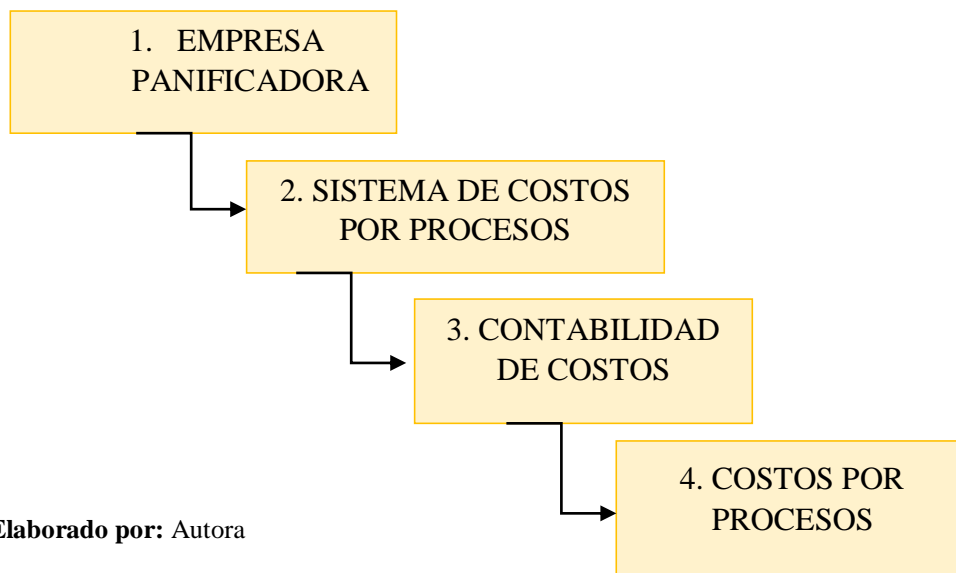 1. EMPRESA
PANIFICADORA
2. SISTEMA DE COSTOS
POR PROCESOS
3. CONTABILIDAD
DE COSTOS
4. COSTOS POR
PROCESOS
Elaborado por: Autora